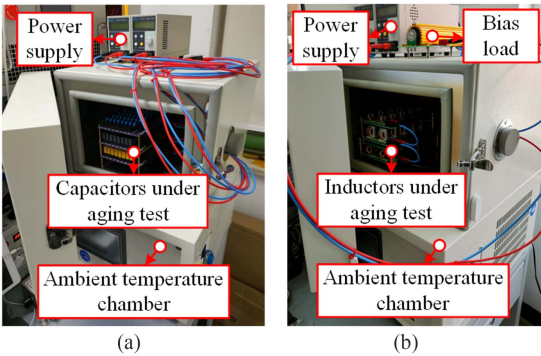 Power
supply
Capacitors under
aging test
Ambient temperature
chamber
(a)
Power
supply
Bias
load
Inductors under
aging test
Ambient temperature
chamber
(b)